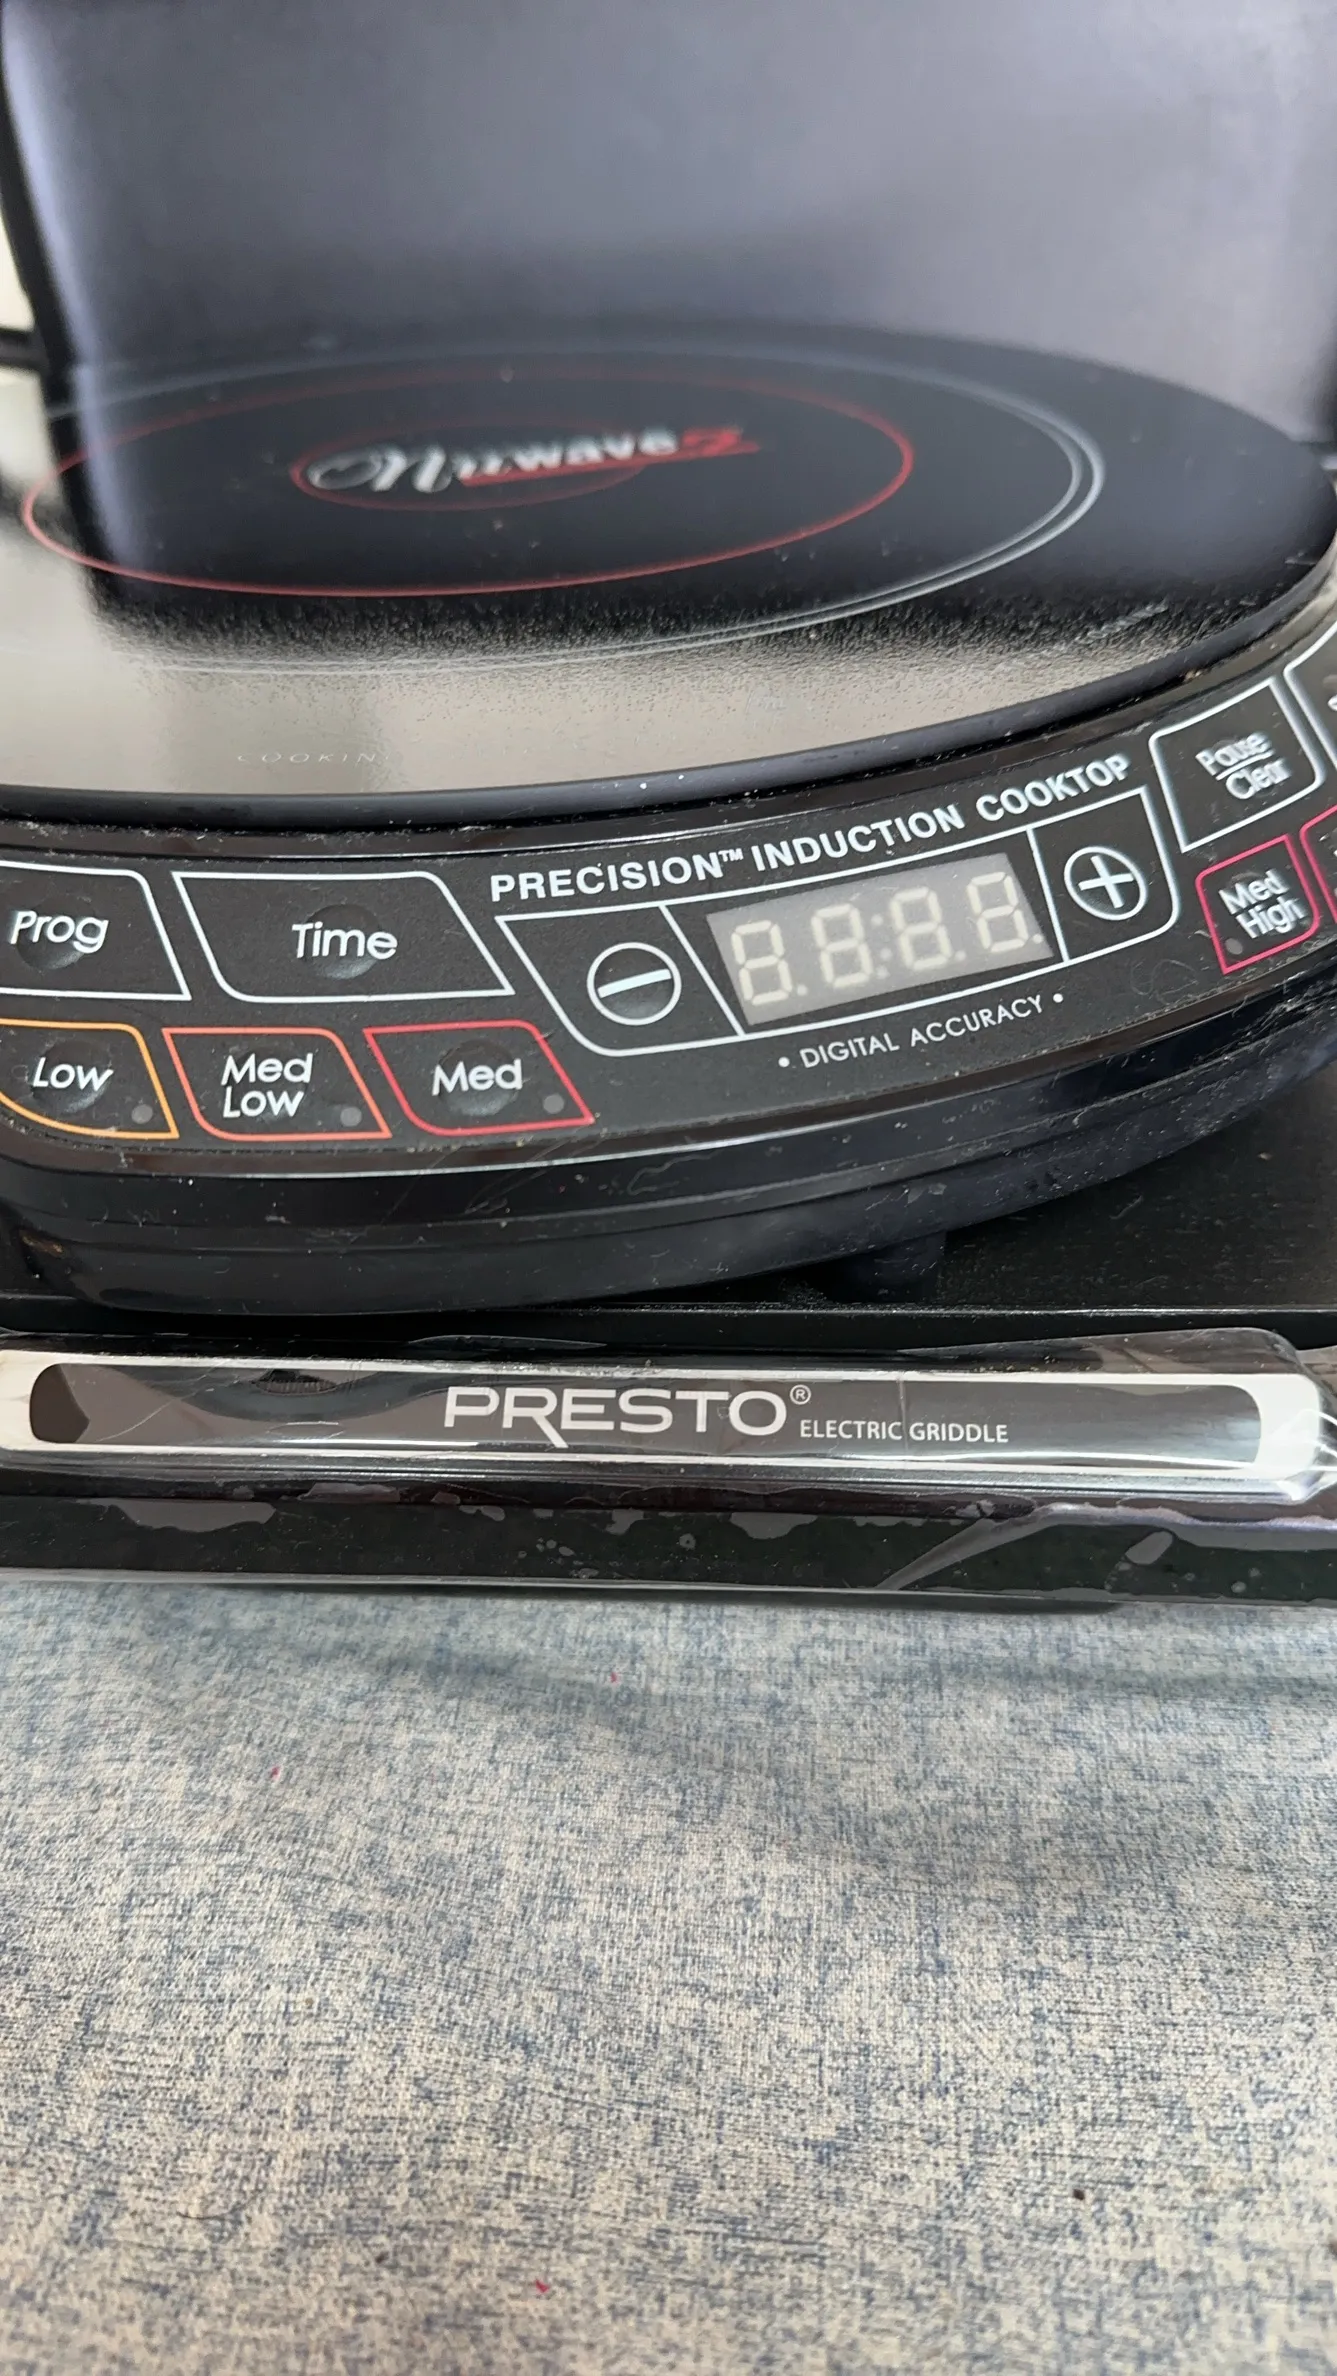 Nuwave2
COOKIN
PRECISION™ INDUCTION COOKTOP
Pause
Clear
Prog
Time
8.8:8.8.
Med
High
Low
Med
Low
Med
• DIGITAL ACCURACY •
PRESTO® ELECTRIC GRIDDLE